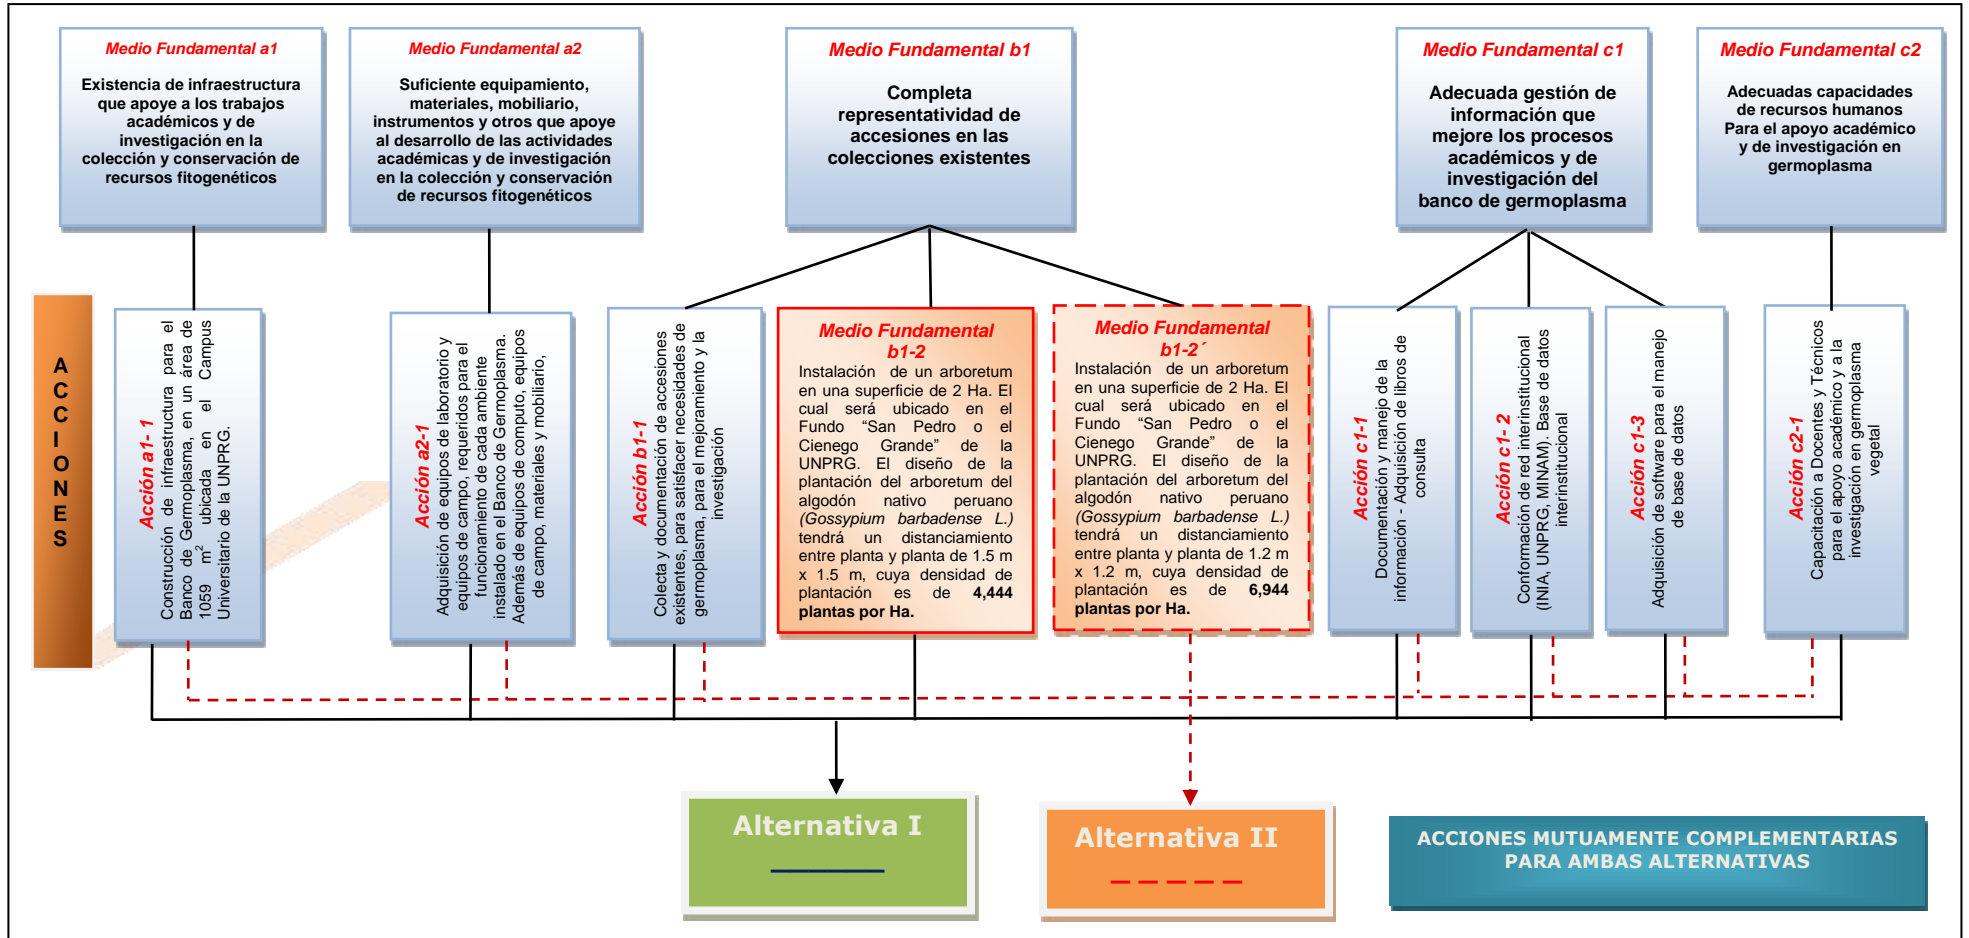 Medio Fundamental a1
Existencia de infraestructura
que apoye a los trabajos
académicos y de
investigación en la
colección y conservación de
recursos fitogenéticos
Medio Fundamental a2
Suficiente equipamiento,
materiales, mobiliario,
instrumentos y otros que apoye
al desarrollo de las actividades
académicas y de investigación
en la colección y conservación
de recursos fitogenéticos
Medio Fundamental b1
Completa
representatividad de
accesiones en las
colecciones existentes
Medio Fundamental c1
Adecuada gestión de
información que
mejore los procesos
académicos y de
investigación del
banco de germoplasma
Medio Fundamental c2
Adecuadas capacidades
de recursos humanos
Para el apoyo académico
y de investigación en
germoplasma
ACCIONES
Acción a1- 1
Construcción de infraestructura para el
Banco de Germoplasma, en un área de
1059 m² ubicada en el Campus
Universitario de la UNPRG.
Acción a2-1
Adquisición de equipos de laboratorio y
equipos de campo, requeridos para el
funcionamiento de cada ambiente
instalado en el Banco de Germoplasma.
Además de equipos de computo, equipos
de campo, materiales y mobiliario,
Acción b1-1
Colecta y documentación de accesiones
existentes, para satisfacer necesidades de
germoplasma, para el mejoramiento y la
investigación
Medio Fundamental
b1-2
Instalación de un arboretum
en una superficie de 2 Ha. El
cual será ubicado en el
Fundo “San Pedro o el
Cienego Grande” de la
UNPRG. El diseño de la
plantación del arboretum del
algodón nativo peruano
(Gossypium barbadense L.)
tendrá un distanciamiento
entre planta y planta de 1.5 m
x 1.5 m, cuya densidad de
plantación es de 4,444
plantas por Ha.
Medio Fundamental
b1-2´
Instalación de un arboretum
en una superficie de 2 Ha. El
cual será ubicado en el
Fundo “San Pedro o el
Cienego Grande” de la
UNPRG. El diseño de la
plantación del arboretum del
algodón nativo peruano
(Gossypium barbadense L.)
tendrá un distanciamiento
entre planta y planta de 1.2 m
x 1.2 m, cuya densidad de
plantación es de 6,944
plantas por Ha.
Acción c1-1
Documentación y manejo de la
información - Adquisición de libros de
consulta
Acción c1- 2
Conformación de red interinstitucional
(INIA, UNPRG, MINAM). Base de datos
interinstitucional
Acción c1-3
Adquisición de software para el manejo
de base de datos
Acción c2-1
Capacitación a Docentes y Técnicos
para el apoyo académico y a la
investigación en germoplasma
vegetal
Alternativa I
Alternativa II
ACCIONES MUTUAMENTE COMPLEMENTARIAS
PARA AMBAS ALTERNATIVAS